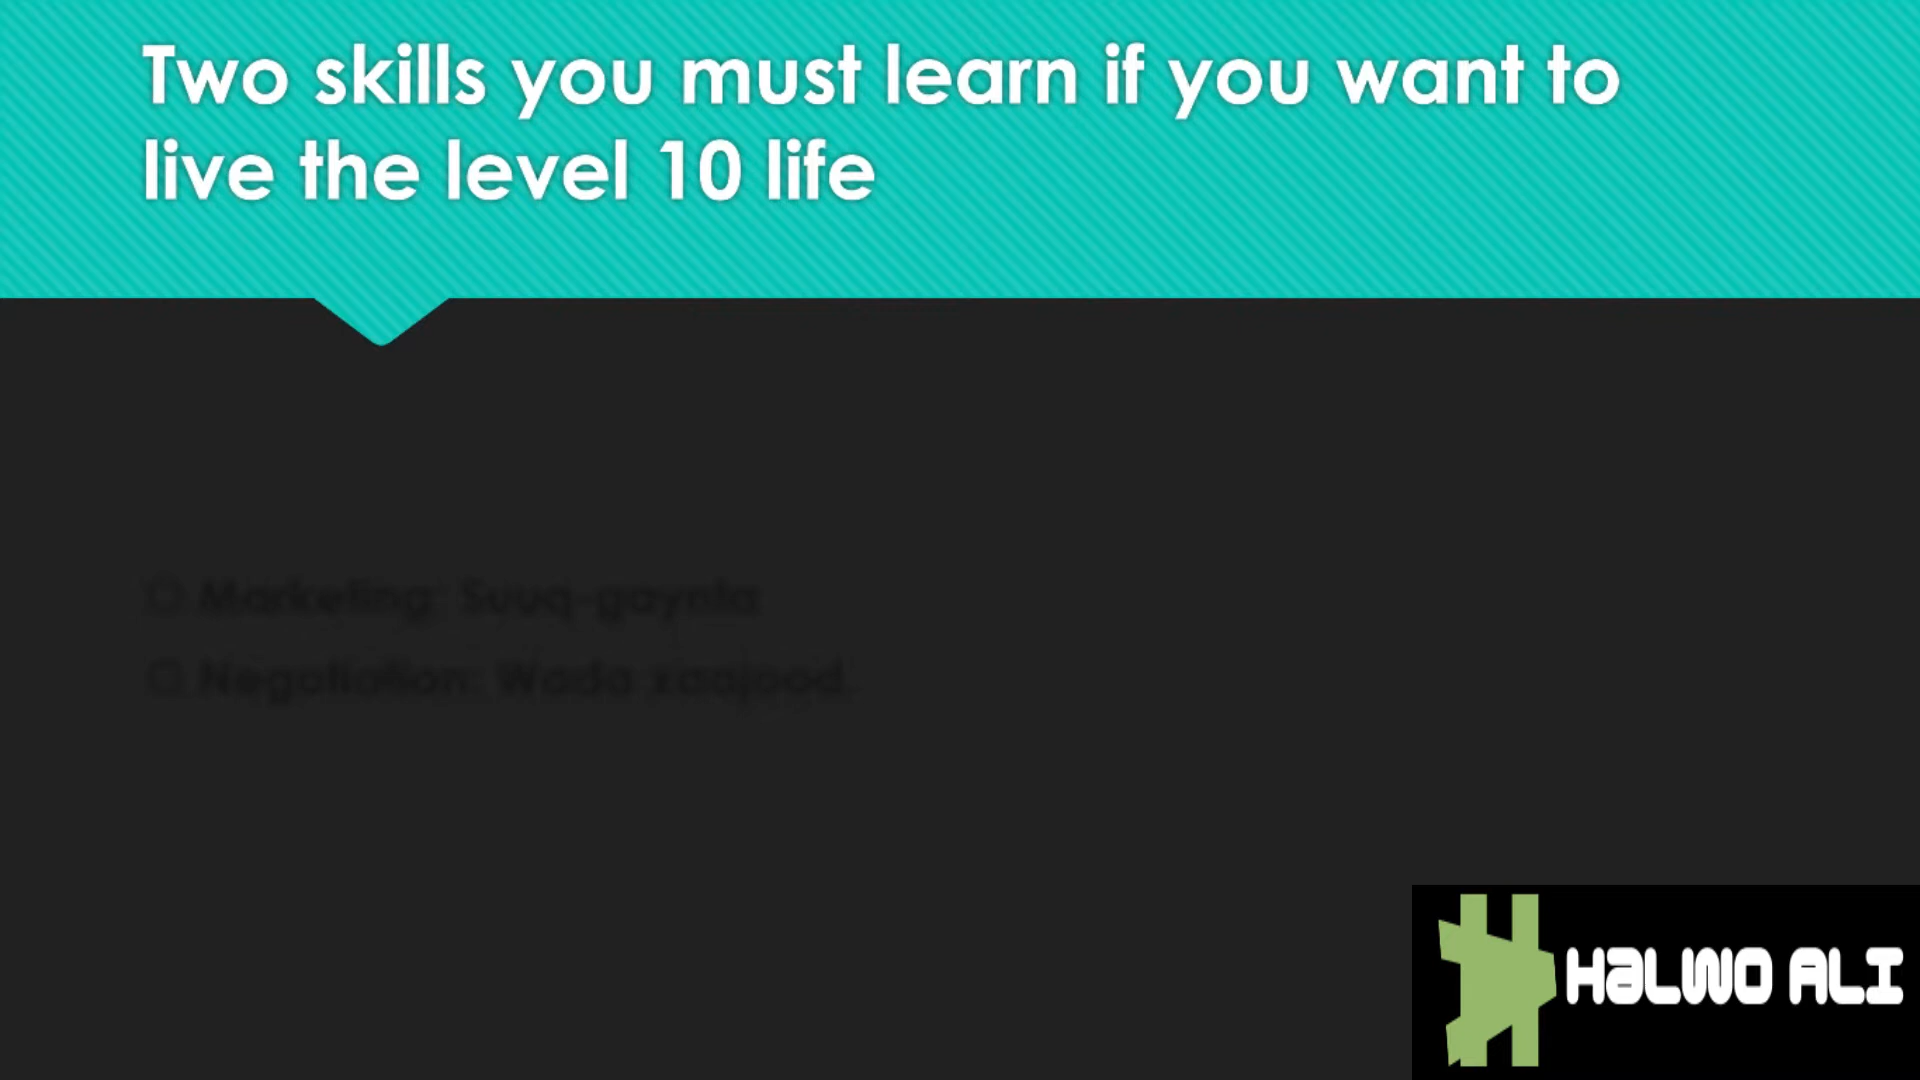 Two skills you must learn if you want to
live the level 10 life
Marketing: Suuq-gaynta
Negotiation: Wada xaajood.
HALWO ALI